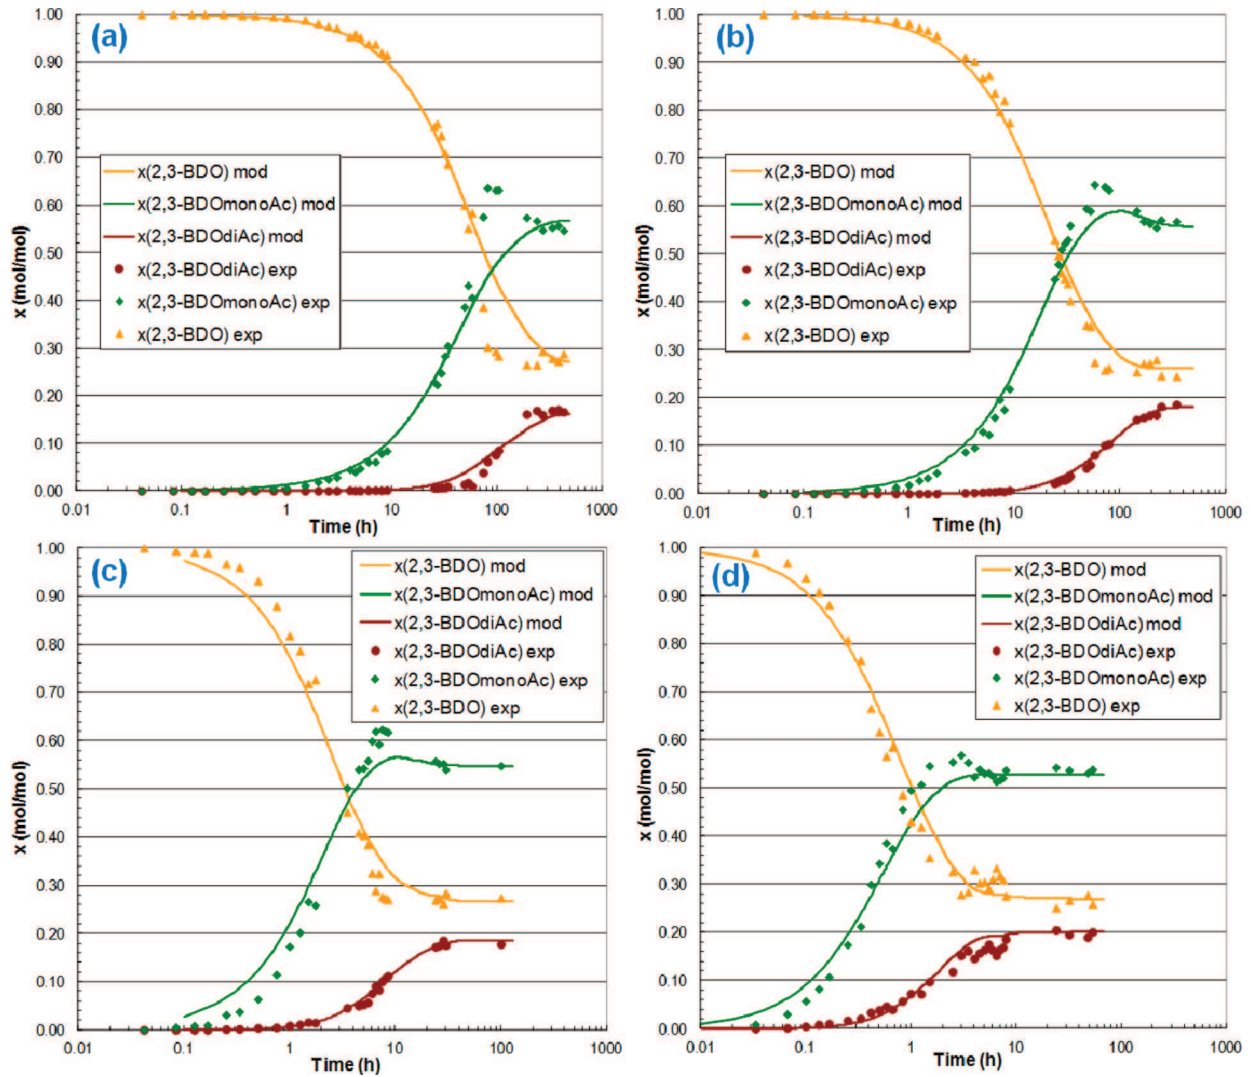 (a)
1.00
0.90
0.80
0.70
0.60
0.50
0.40
0.30
0.20
0.10
0.00
x (mol/mol)
x(2,3-BDO) mod
x(2,3-BDOmonoAc) mod
x(2,3-BDOdiAc) mod
x(2,3-BDOdiAc) exp
x(2,3-BDOmonoAc) exp
x(2,3-BDO) exp
0.01 0.1 1 10 100 1000
Time (h)
(b)
1.00
0.90
0.80
0.70
0.60
0.50
0.40
0.30
0.20
0.10
0.00
x (mol/mol)
x(2,3-BDO) mod
x(2,3-BDOmonoAc) mod
x(2,3-BDOdiAc) mod
x(2,3-BDOdiAc) exp
x(2,3-BDOmonoAc) exp
x(2,3-BDO) exp
0.01 0.1 1 10 100 1000
Time (h)
(c)
1.00
0.90
0.80
0.70
0.60
0.50
0.40
0.30
0.20
0.10
0.00
x (mol/mol)
x(2,3-BDO) mod
x(2,3-BDOmonoAc) mod
x(2,3-BDOdiAc) mod
x(2,3-BDOdiAc) exp
x(2,3-BDOmonoAc) exp
x(2,3-BDO) exp
0.01 0.1 1 10 100 1000
Time (h)
(d)
1.00
0.90
0.80
0.70
0.60
0.50
0.40
0.30
0.20
0.10
0.00
x (mol/mol)
x(2,3-BDO) mod
x(2,3-BDOmonoAc) mod
x(2,3-BDOdiAc) mod
x(2,3-BDOdiAc) exp
x(2,3-BDOmonoAc) exp
x(2,3-BDO) exp
0.01 0.1 1 10 100 1000
Time (h)